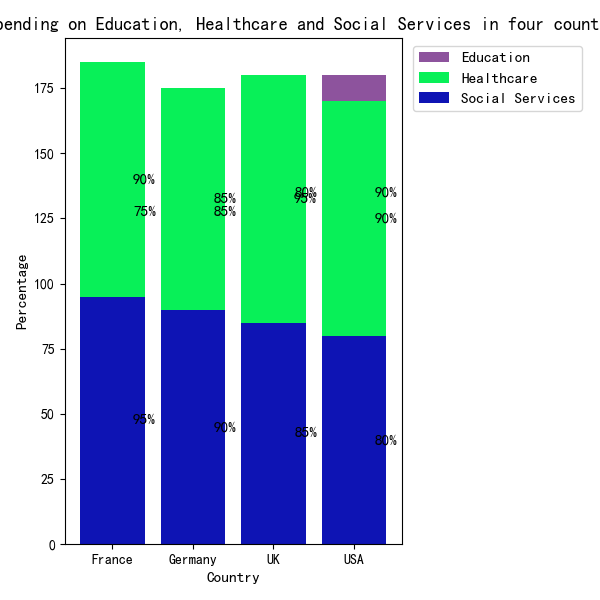 pending on Education, Healthcare and Social Services in four count
Education
Healthcare
Social Services
175
150
125
100
75
50
25
0
Percentage
90%
75%
95%
85%
85%
90%
80%
95%
85%
90%
90%
80%
France Germany UK USA
Country